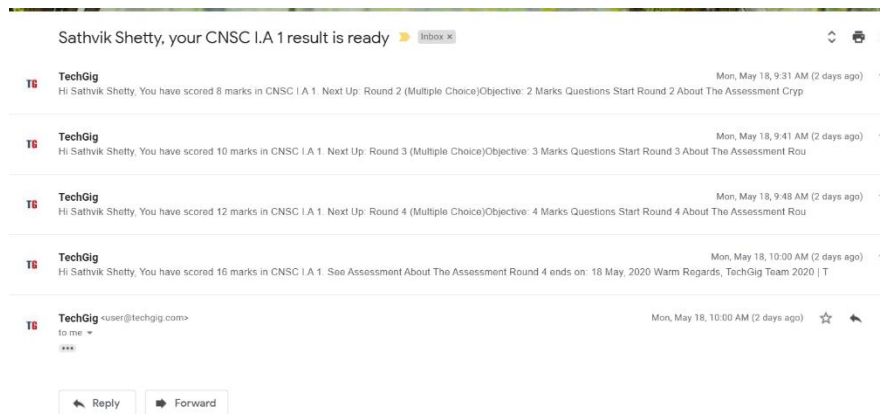 Sathvik Shetty, your CNSC I.A 1 result is ready Inbox ×
TechGig Mon, May 18, 9:31 AM (2 days ago)
TG
Hi Sathvik Shetty, You have scored 8 marks in CNSC I.A 1. Next Up: Round 2 (Multiple Choice)Objective: 2 Marks Questions Start Round 2 About The Assessment Cryp
TechGig Mon, May 18, 9:41 AM (2 days ago)
TG
Hi Sathvik Shetty, You have scored 10 marks in CNSC I.A 1. Next Up: Round 3 (Multiple Choice)Objective: 3 Marks Questions Start Round 3 About The Assessment Rou
TechGig Mon, May 18, 9:48 AM (2 days ago)
TG
Hi Sathvik Shetty, You have scored 12 marks in CNSC I.A 1. Next Up: Round 4 (Multiple Choice)Objective: 4 Marks Questions Start Round 4 About The Assessment Rou
TechGig Mon, May 18, 10:00 AM (2 days ago)
TG
Hi Sathvik Shetty, You have scored 16 marks in CNSC I.A 1. See Assessment About The Assessment Round 4 ends on: 18 May, 2020 Warm Regards, TechGig Team 2020 | T
TechGig <user@techgig.com> Mon, May 18, 10:00 AM (2 days ago)
TG
to me
Reply Forward